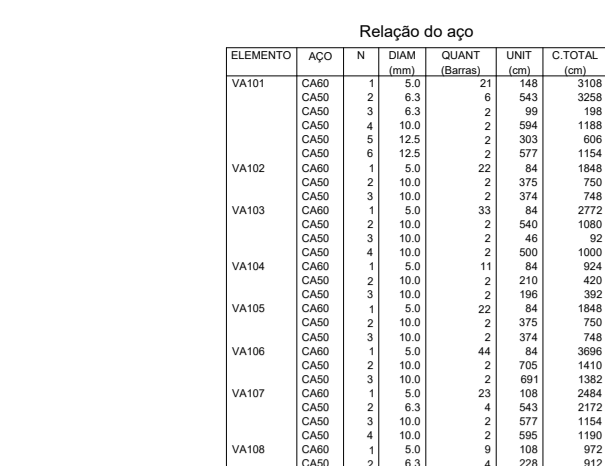 Relação do aço
ELEMENTO AÇO N DIAM QUANT UNIT C.TOTAL
(mm) (Barras) (cm) (cm)
VA101 CA60 1 5.0 21 148 3108
CA50 2 6.3 6 543 3258
CA50 3 6.3 2 99 198
CA50 4 10.0 2 594 1188
CA50 5 12.5 2 303 606
CA50 6 12.5 2 577 1154
VA102 CA60 1 5.0 22 84 1848
CA50 2 10.0 2 375 750
CA50 3 10.0 2 374 748
VA103 CA60 1 5.0 33 84 2772
CA50 2 10.0 2 540 1080
CA50 3 10.0 2 46 92
CA50 4 10.0 2 500 1000
VA104 CA60 1 5.0 11 84 924
CA50 2 10.0 2 210 420
CA50 3 10.0 2 196 392
VA105 CA60 1 5.0 22 84 1848
CA50 2 10.0 2 375 750
CA50 3 10.0 2 374 748
VA106 CA60 1 5.0 44 84 3696
CA50 2 10.0 2 705 1410
CA50 3 10.0 2 691 1382
VA107 CA60 1 5.0 23 108 2484
CA50 2 6.3 4 543 2172
CA50 3 10.0 2 577 1154
CA50 4 10.0 2 595 1190
VA108 CA60 1 5.0 9 108 972
CA50 2 6.3 4 228 912